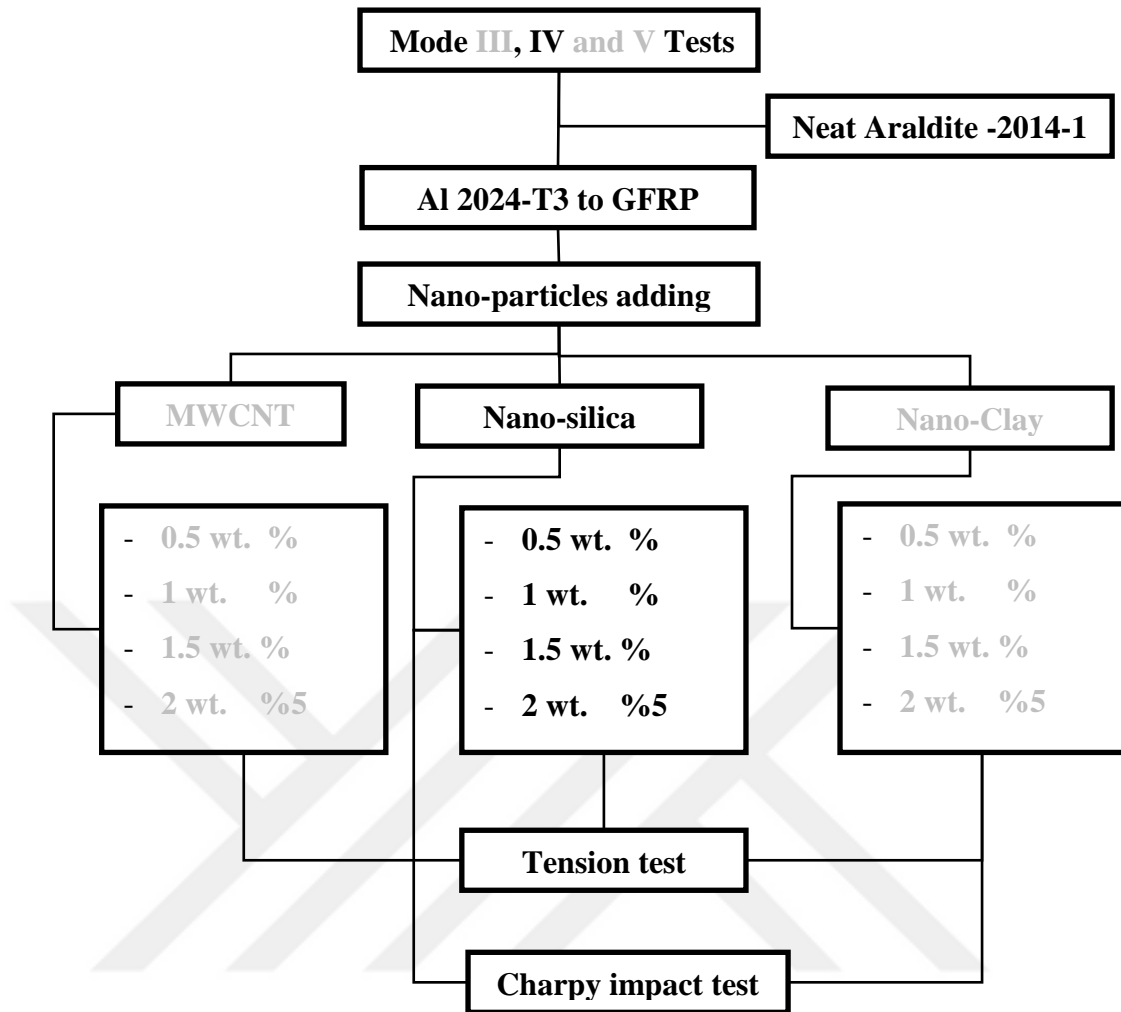 Mode III, IV and V Tests
Neat Araldite -2014-1
Al 2024-T3 to GFRP
Nano-particles adding
MWCNT
Nano-silica
Nano-Clay
- 0.5 wt. %
- 1 wt. %
- 1.5 wt. %
- 2 wt. %5
- 0.5 wt. %
- 1 wt. %
- 1.5 wt. %
- 2 wt. %5
- 0.5 wt. %
- 1 wt. %
- 1.5 wt. %
- 2 wt. %5
Tension test
Charpy impact test